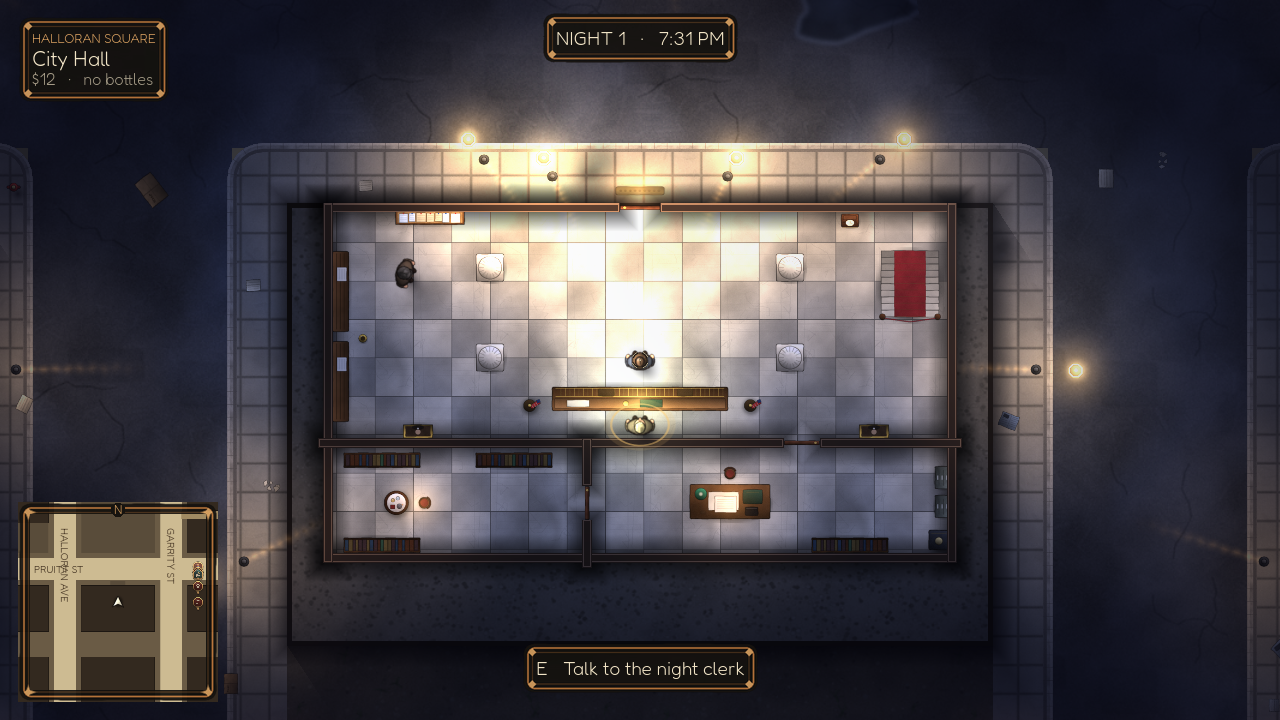 HALLORAN SQUARE
City Hall
$12 · no bottles
NIGHT 1 · 7:31 PM
N
HALLORAN AVE
GARRITY ST
PRUITT ST
E Talk to the night clerk